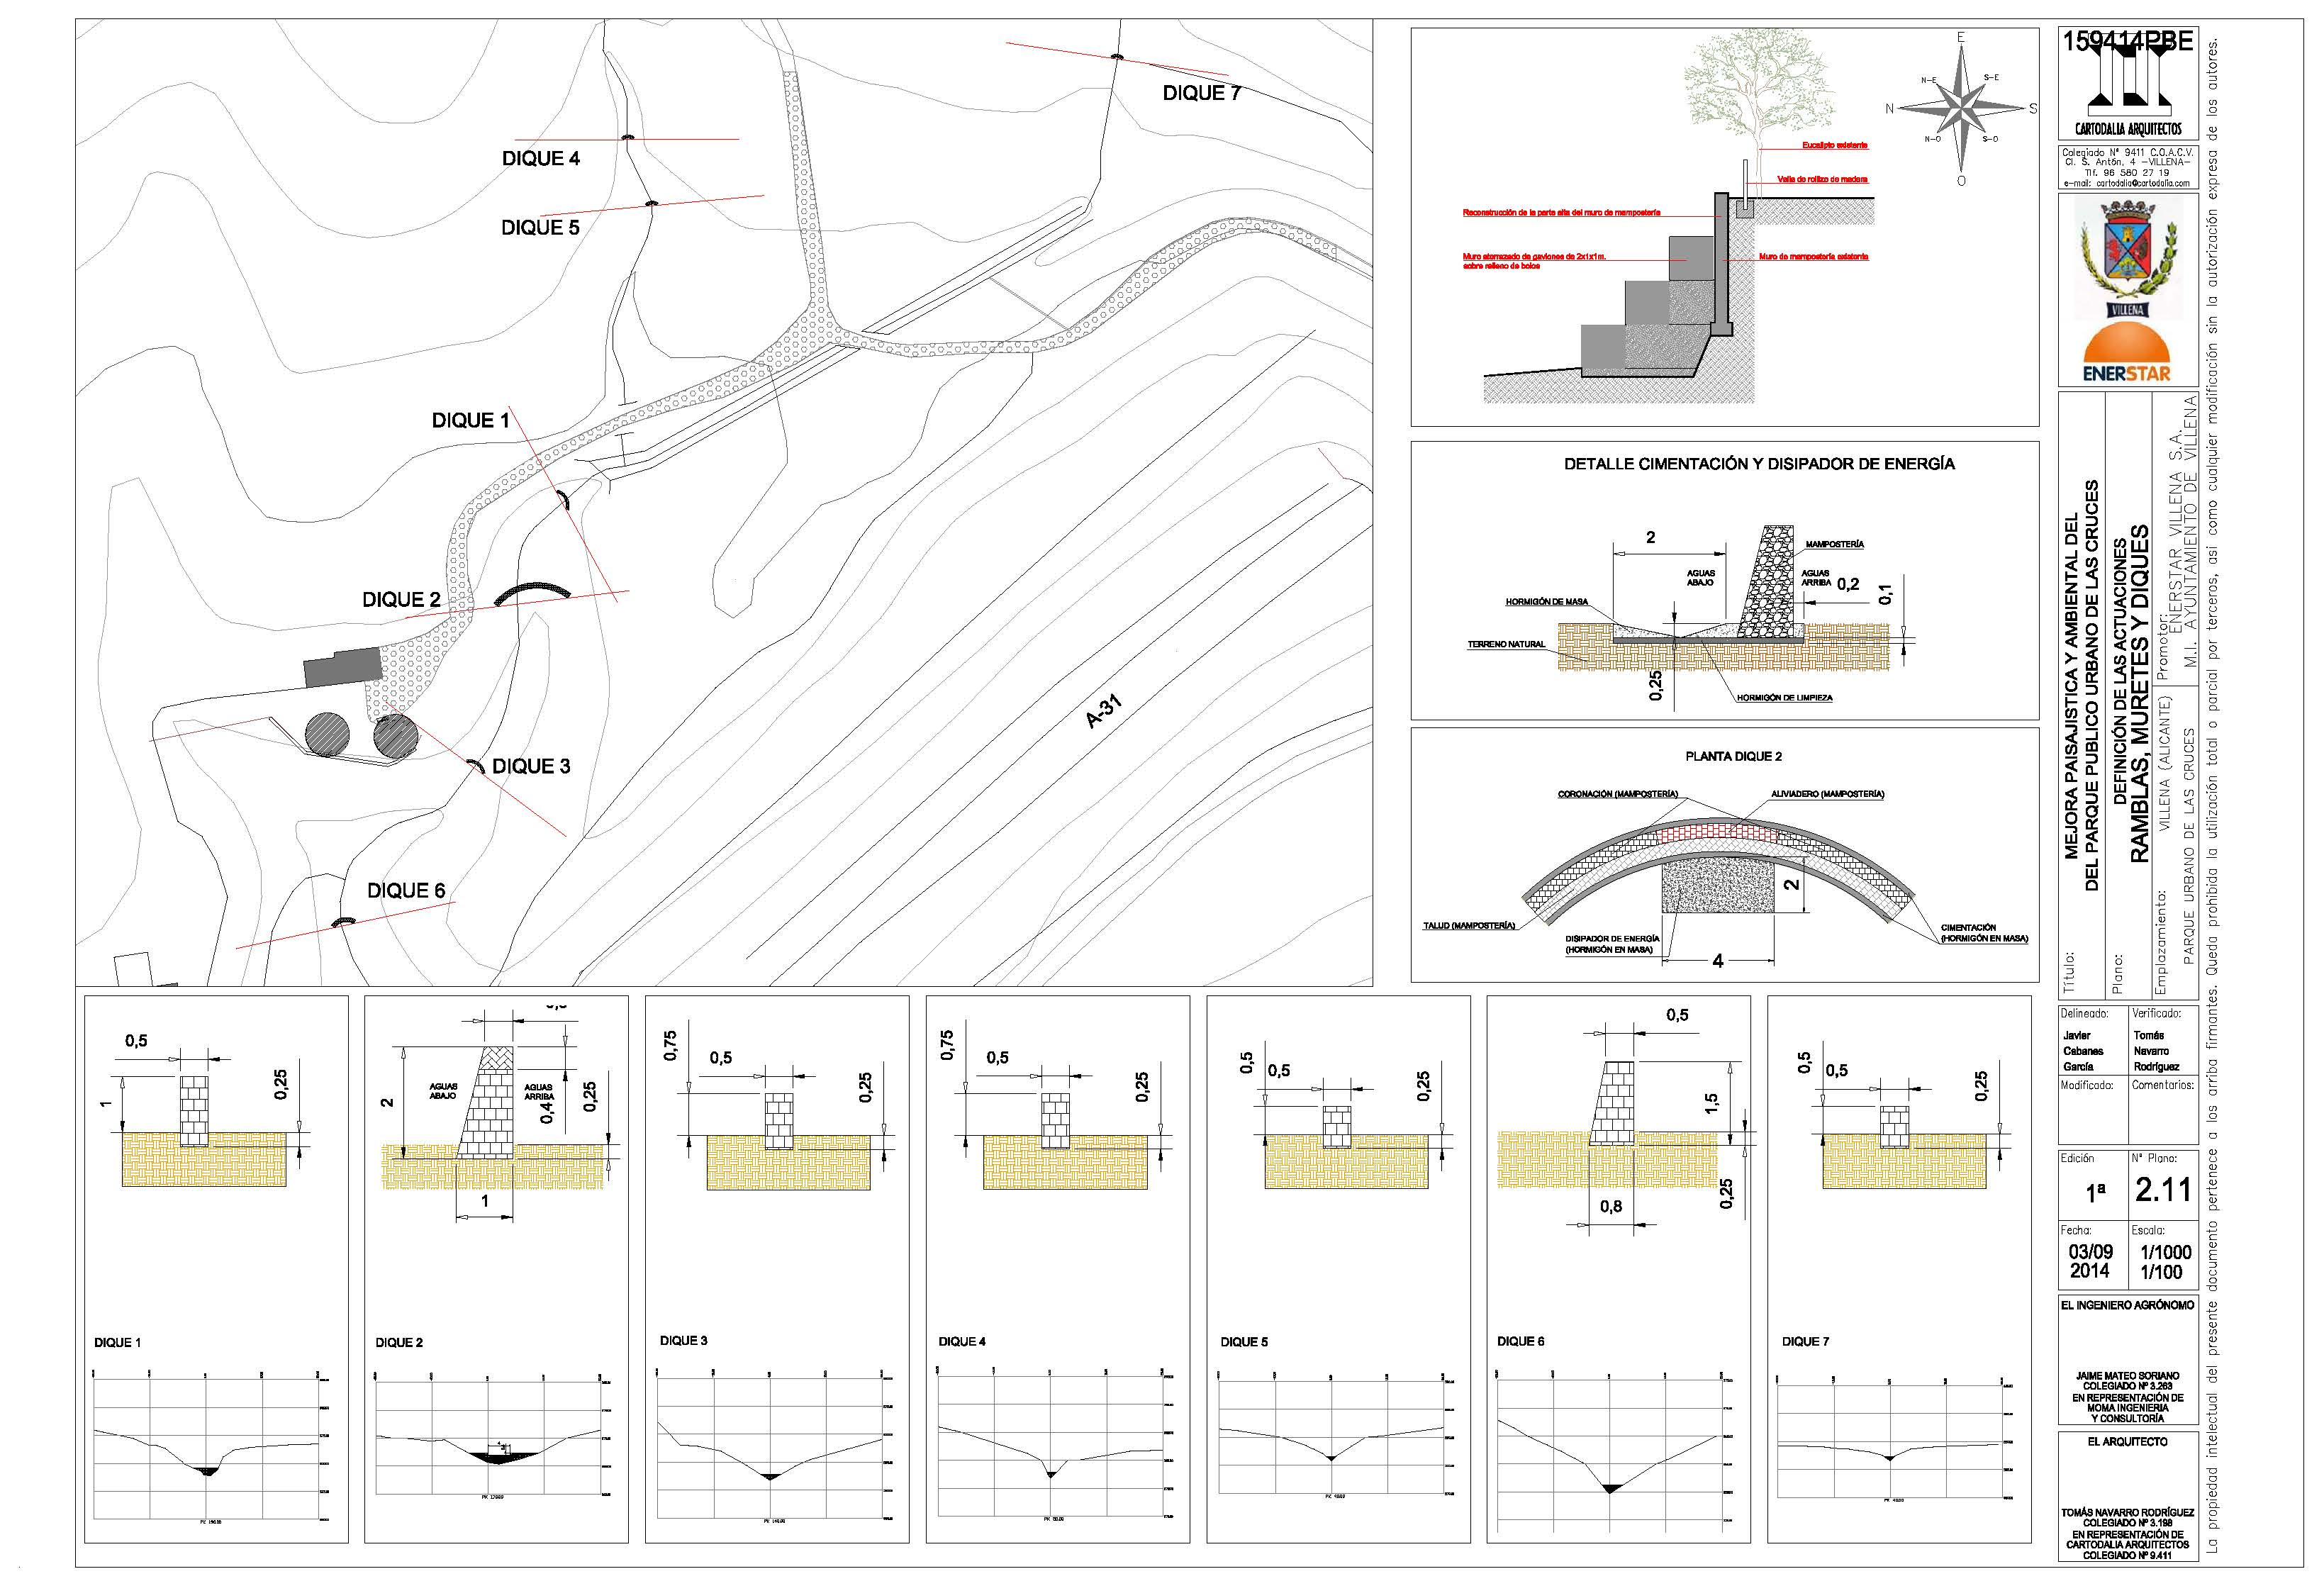 DIQUE 7
DIQUE 4
DIQUE 5
DIQUE 1
DIQUE 2
DIQUE 3
DIQUE 6
A-31
E
N-E
S-E
N
S
N-O
S-O
O
Eucalipto existente
Valla de rollizo de madera
Reconstrucción de la parte alta del muro de mampostería
Muro aterrazado de gaviones de 2x1x1m.
sobre relleno de bolos
Muro de mampostería existente
DETALLE CIMENTACIÓN Y DISIPADOR DE ENERGÍA
2
MAMPOSTERÍA
AGUAS
ABAJO
AGUAS
ARRIBA
0,2
0,1
HORMIGÓN DE MASA
TERRENO NATURAL
0,25
HORMIGÓN DE LIMPIEZA
PLANTA DIQUE 2
CORONACIÓN (MAMPOSTERÍA)
ALIVIADERO (MAMPOSTERÍA)
2
TALUD (MAMPOSTERÍA)
DISIPADOR DE ENERGÍA
(HORMIGÓN EN MASA)
CIMENTACIÓN
(HORMIGÓN EN MASA)
4
0,5
1
0,25
DIQUE 1
2
AGUAS
ABAJO
AGUAS
ARRIBA
0,4
0,25
1
DIQUE 2
0,75
0,5
0,25
DIQUE 3
0,75
0,5
0,25
DIQUE 4
0,5
0,5
0,25
DIQUE 5
0,5
1,5
0,25
0,8
DIQUE 6
0,5
0,5
0,25
DIQUE 7
159414PBE
CARTODALIA ARQUITECTOS
Colegiado Nº 9411 C.O.A.C.V.
Cl. S. Antón, 4 -VILLENA-
Tlf. 96 580 27 19
e-mail: cartodalia@cartodalia.com
VILLENA
ENERSTAR
Título:
MEJORA PAISAJISTICA Y AMBIENTAL DEL
DEL PARQUE PUBLICO URBANO DE LAS CRUCES
Plano:
DEFINICIÓN DE LAS ACTUACIONES
RAMBLAS, MURETES Y DIQUES
Emplazamiento:
VILLENA (ALICANTE)
PARQUE URBANO DE LAS CRUCES
Promotor:
ENERSTAR VILLENA S.A.
M.I. AYUNTAMIENTO DE VILLENA
Delineado:
Javier
Cabanes
García
Verificado:
Tomás
Navarro
Rodríguez
Modificado:
Comentarios:
Edición
1ª
Nº Plano:
2.11
Fecha:
03/09
2014
Escala:
1/1000
1/100
EL INGENIERO AGRÓNOMO
JAIME MATEO SORIANO
COLEGIADO Nº 3.263
EN REPRESENTACIÓN DE
MOMA INGENIERIA
Y CONSULTORÍA
EL ARQUITECTO
TOMÁS NAVARRO RODRÍGUEZ
COLEGIADO Nº 3.198
EN REPRESENTACIÓN DE
CARTODALIA ARQUITECTOS
COLEGIADO Nº 9.411
La propiedad intelectual del presente documento pertenece a los arriba firmantes. Queda prohibida la utilización total o parcial por terceros, así como cualquier modificación sin la autorización expresa de los autores.